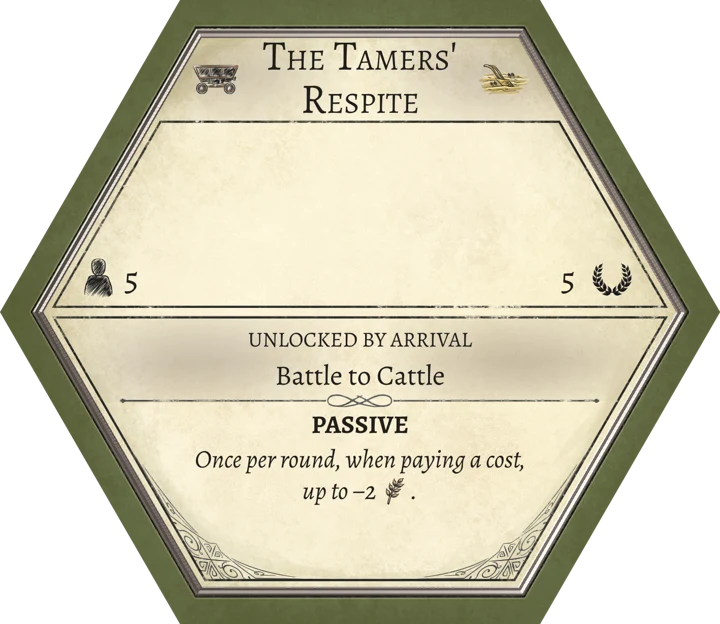 The Tamers'
Respite
5
5
UNLOCKED BY ARRIVAL
Battle to Cattle
PASSIVE
Once per round, when paying a cost,
up to –2 .